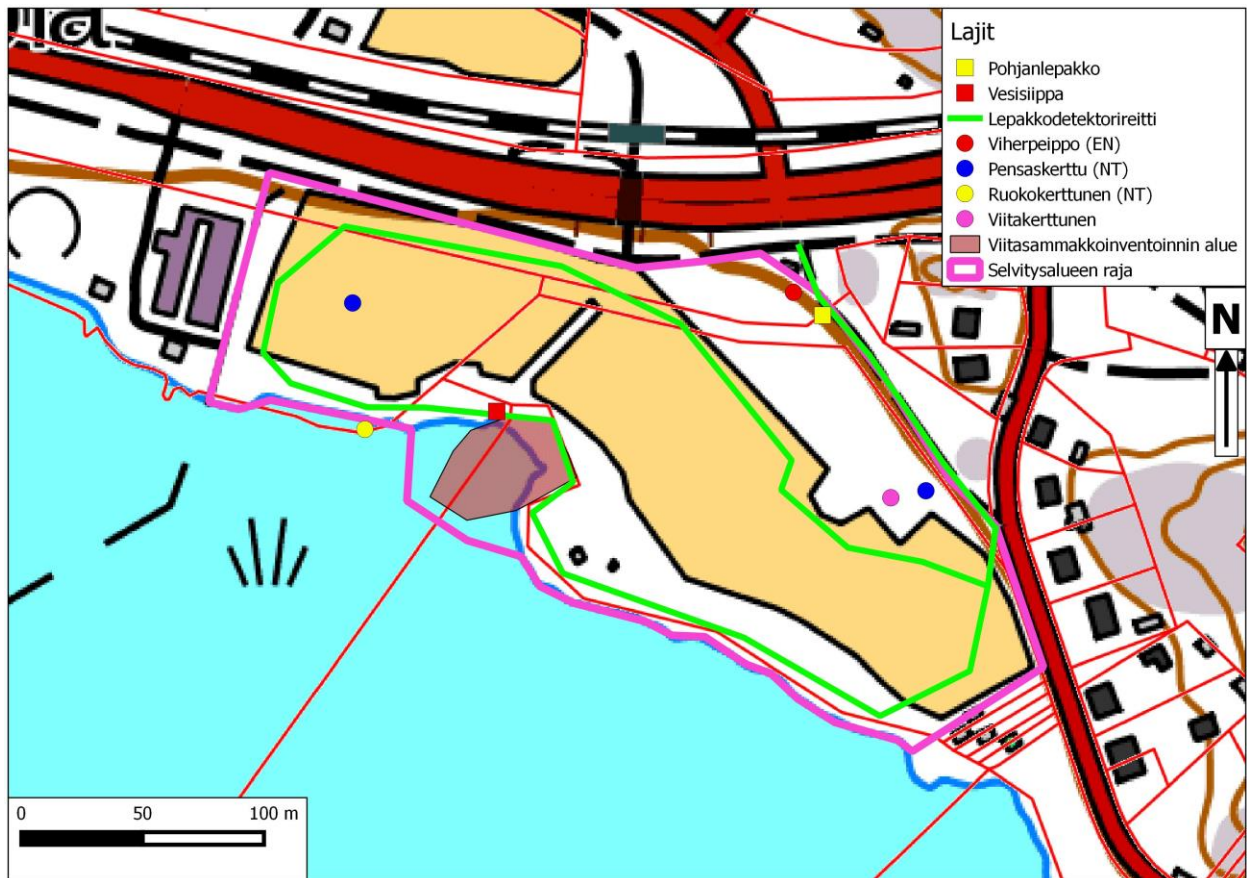 Lajit
Pohjanlepakko
Vesisiippa
Lepakkodetektorireitti
Viherpeippo (EN)
Pensaskerttu (NT)
Ruokokerttunen (NT)
Viitakerttunen
Viitasammakkoinventoinnin alue
Selvitysalueen raja
N
0 50 100 m